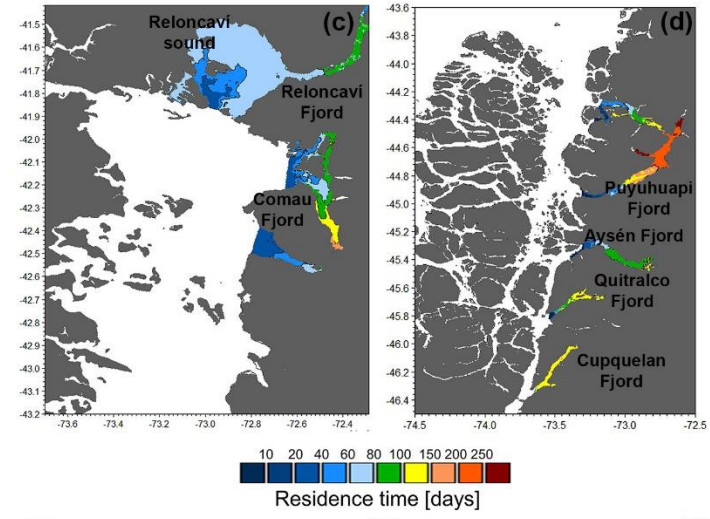 (c)
(d)
Reloncaví
sound
Reloncaví
Fjord
Comau
Fjord
-41.5
-41.6
-41.7
-41.8
-41.9
-42.0
-42.1
-42.2
-42.3
-42.4
-42.5
-42.6
-42.7
-42.8
-42.9
-43.0
-43.1
-43.2
-73.6
-73.4
-73.2
-73.0
-72.8
-72.6
-72.4
-43.6
-43.8
-44.0
-44.2
-44.4
-44.6
-44.8
-45.0
-45.2
-45.4
-45.6
-45.8
-46.0
-46.2
-46.4
Puyuhuapi
Fjord
Aysén Fjord
Quitralco
Fjord
Cupquelan
Fjord
-74.5
-74.0
-73.5
-73.0
-72.5
10 20 40 60 80 100 150 200 250
Residence time [days]